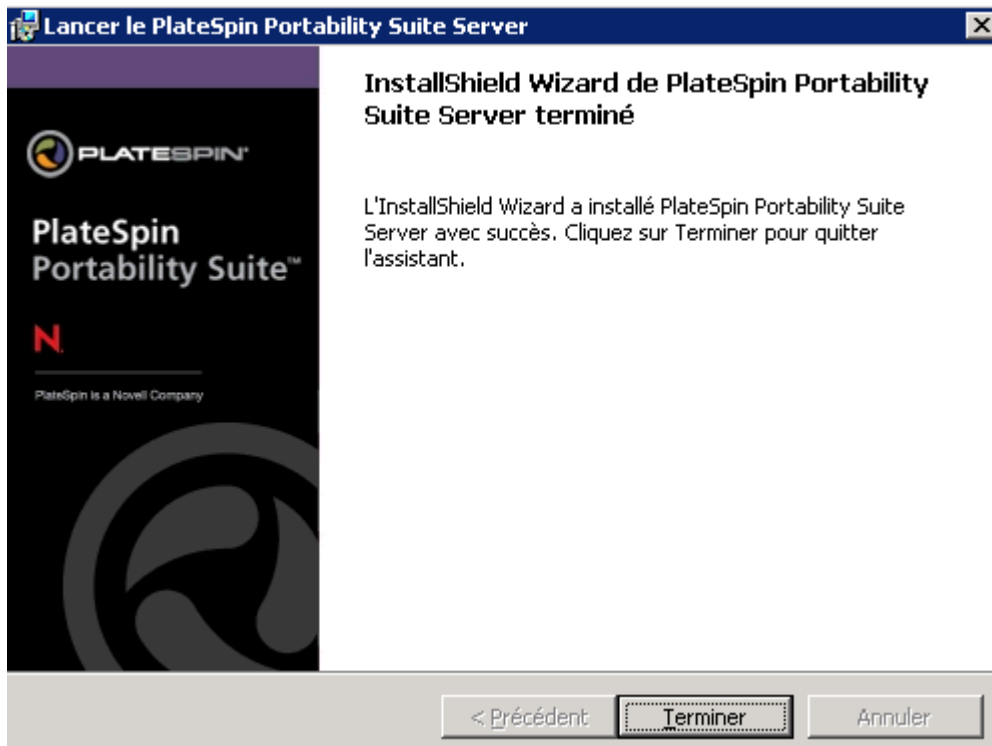 Lancer le PlateSpin Portability Suite Server
PLATESPIN
PlateSpin
Portability Suite™
N
PlateSpin is a Novell Company
InstallShield Wizard de PlateSpin Portability
Suite Server terminé
L'InstallShield Wizard a installé PlateSpin Portability Suite
Server avec succès. Cliquez sur Terminer pour quitter
l'assistant.
< Précédent
Terminer
Annuler